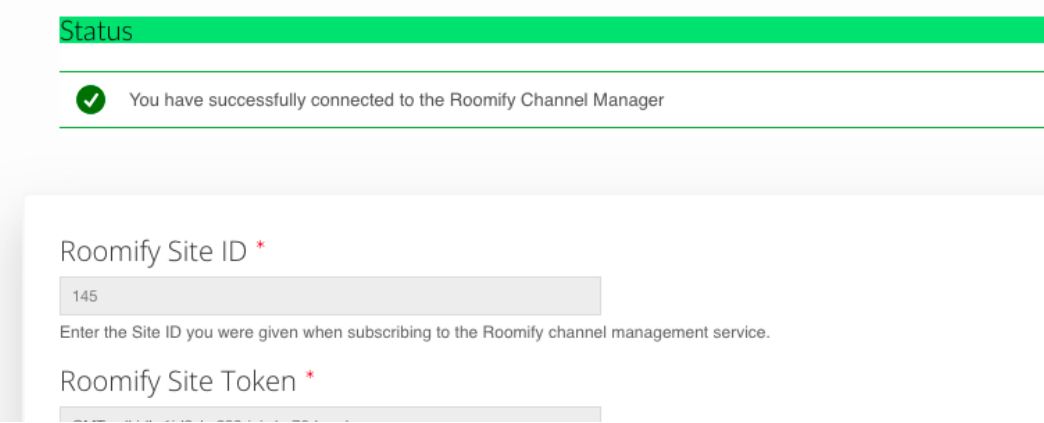 Status
You have successfully connected to the Roomify Channel Manager
Roomify Site ID *
145
Enter the Site ID you were given when subscribing to the Roomify channel management service.
Roomify Site Token *